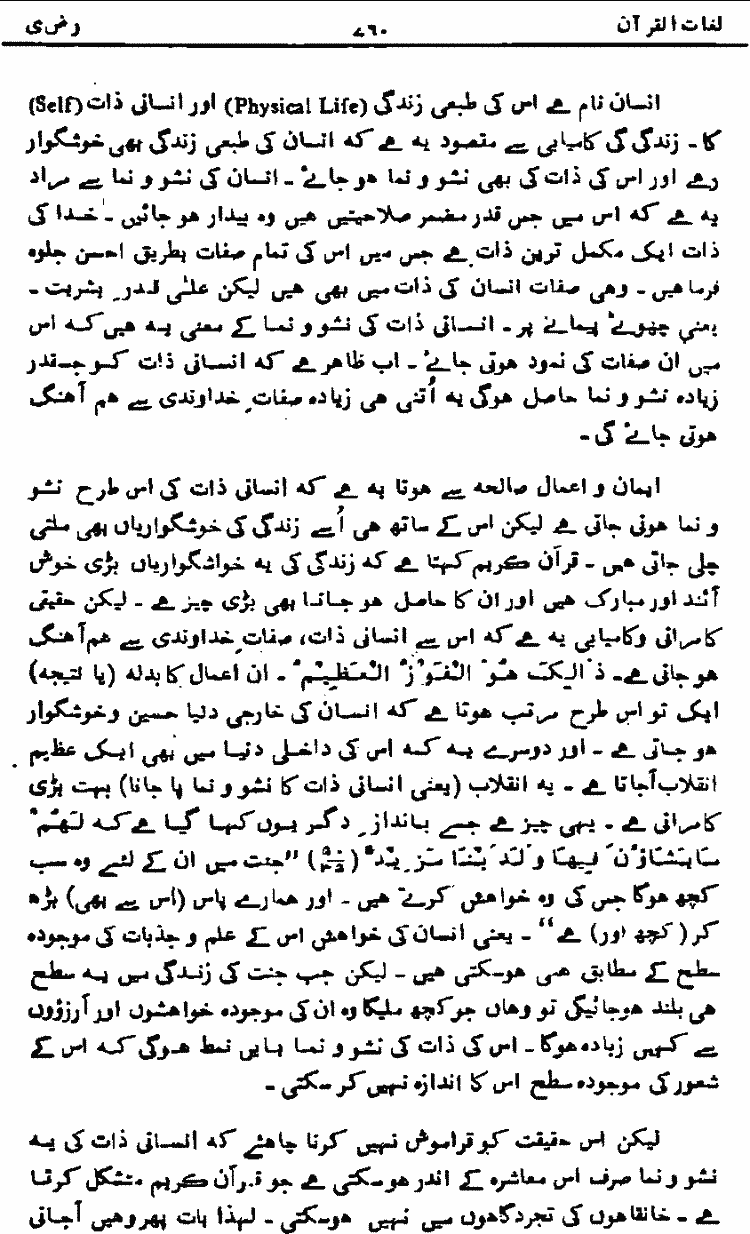 لغات القرآن ۷۶۰ و ض ی
انسان نام ہے اس کی طبعی زندگی (Physical Life) اور انسانی ذات (Self)
کا ۔ زندگی کی کامیابی سے مقصود یہ ہے کہ انسان کی طبعی زندگی بھی خوشگوار
رہے اور اس کی ذات کی بھی نشو و نما ہو جائے ۔ انسان کی نشو و نما سے مراد
یہ ہے کہ اس میں جس قدر مضمر صلاحیتیں ہیں وہ بیدار ہو جائیں ۔ خدا کی
ذات ایک مکمل ترین ذات ہے جس میں اس کی تمام صفات بطریق احسن جلوہ
فرما ہیں ۔ وہی صفات انسان کی ذات میں بھی ہیں لیکن علیٰ قدرِ بشریت ۔
یعنی چھوٹے پیمانے پر ۔ انسانی ذات کی نشو و نما کے معنی یہ ہیں کہ اس
میں ان صفات کی نمود ہوتی جائے ۔ اب ظاہر ہے کہ انسانی ذات کو جسقدر
زیادہ نشو و نما حاصل ہوگی یہ اُتنی ہی زیادہ صفاتِ خداوندی سے ہم آہنگ
ہوتی جائے گی ۔
ایمان و اعمال صالحہ سے ہوتا یہ ہے کہ انسانی ذات کی اس طرح نشو
و نما ہوتی جاتی ہے لیکن اس کے ساتھ ہی اُسے زندگی کی خوشگواریاں بھی ملتی
چلی جاتی ہیں ۔ قرآن کریم کہتا ہے کہ زندگی کی یہ خواشگواریاں بڑی خوش
آئند اور مبارک ہیں اور ان کا حاصل ہو جانا بھی بڑی چیز ہے ۔ لیکن حقیقی
کامرانی و کامیابی یہ ہے کہ اس سے انسانی ذات، صفاتِ خداوندی سے ہم آہنگ
ہو جاتی ہے۔ ذَالِکَ ھُوَ الْفَوْزُ الْعَظِیْمُ ۔ ان اعمال کا بدلہ (یا نتیجہ)
ایک تو اس طرح مرتب ہوتا ہے کہ انسان کی خارجی دنیا حسین و خوشگوار
ہو جاتی ہے ۔ اور دوسرے یہ کہ اس کی داخلی دنیا میں بھی ایک عظیم
انقلاب آجاتا ہے ۔ یہ انقلاب (یعنی انسانی ذات کا نشو و نما پا جانا) بہت بڑی
کامرانی ہے ۔ یہی چیز ہے جسے باندازِ دگر یوں کہا گیا ہے کہ لَھُمْ
مَا یَشَاؤُنَ فِیْھَا وَ لَدَیْنَا مَزِیْدٌ (۵۰/۳۵) "جنت میں ان کے لئے وہ سب
کچھ ہوگا جس کی وہ خواہش کرتے ہیں ۔ اور ہمارے پاس (اُس سے بھی) بڑھ
کر (کچھ اور) ہے" ۔ یعنی انسان کی خواہش اس کے علم و جذبات کی موجودہ
سطح کے مطابق ہی ہوسکتی ہیں ۔ لیکن جب جنت کی زندگی میں یہ سطح
ہی بلند ہوجائیگی تو وہاں جو کچھ ملیگا وہ ان کی موجودہ خواہشوں اور آرزؤوں
سے کہیں زیادہ ہوگا ۔ اس کی ذات کی نشو و نما بایں نمط ہوگی کہ اس کے
شعور کی موجودہ سطح اس کا اندازہ نہیں کر سکتی ۔
لیکن اس حقیقت کو فراموش نہیں کرنا چاہئے کہ انسانی ذات کی یہ
نشو و نما صرف اس معاشرہ کے اندر ہوسکتی ہے جو قرآن کریم متشکل کرتا
ہے ۔ خانقاہوں کی تجردگاہوں میں نہیں ہوسکتی ۔ لہذا بات پھر وہیں آجاتی